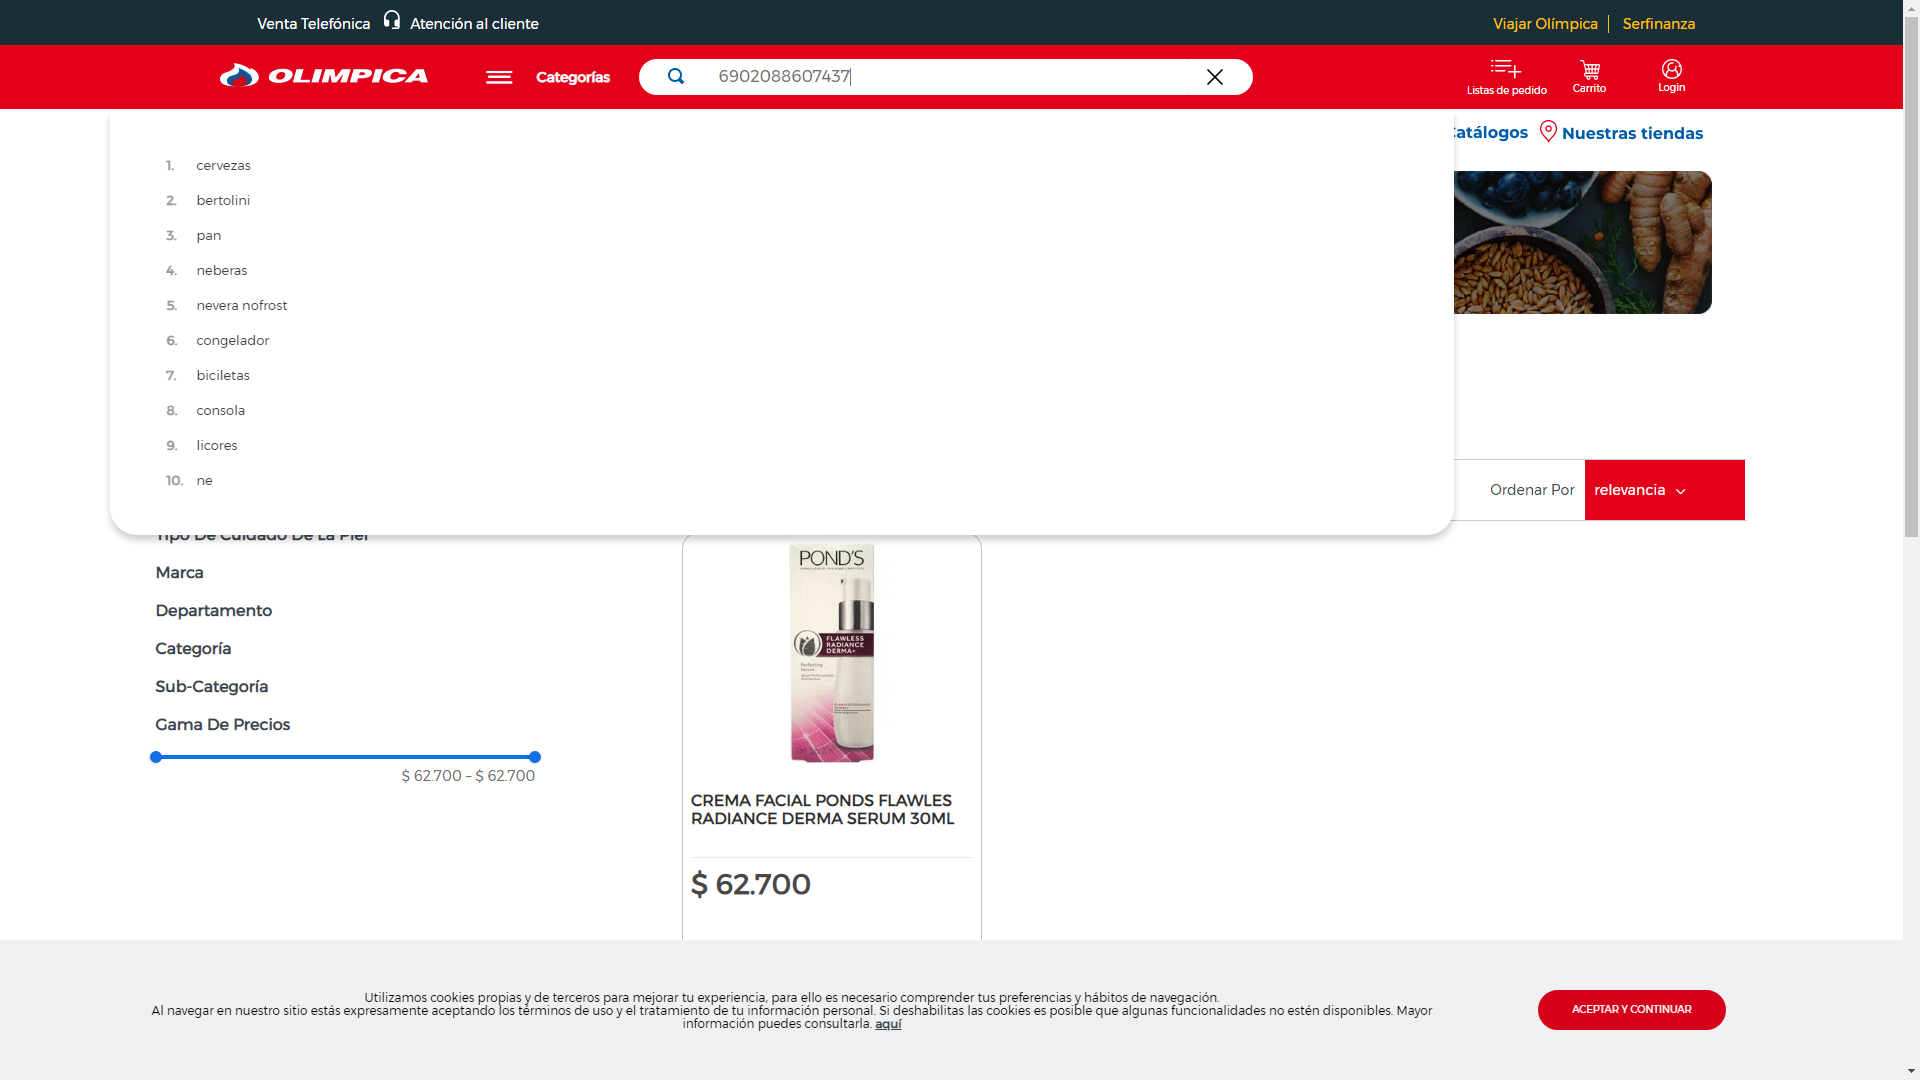 Venta Telefónica Atención al cliente Viajar Olímpica Serfinanza
OLIMPICA Categorías 6902088607437 Listas de pedido Carrito Login
atálogos Nuestras tiendas
1. cervezas
2. bertolini
3. pan
4. neberas
5. nevera nofrost
6. congelador
7. biciletas
8. consola
9. licores
10. ne
Ordenar Por relevancia
Tipo De Cuidado De La Piel
Marca
Departamento
Categoría
Sub-Categoría
Gama De Precios
$ 62.700 – $ 62.700
POND'S
FLAWLESS
RADIANCE
DERMA+
Perfecting
Serum
CREMA FACIAL PONDS FLAWLES
RADIANCE DERMA SERUM 30ML
$ 62.700
Utilizamos cookies propias y de terceros para mejorar tu experiencia, para ello es necesario comprender tus preferencias y hábitos de navegación.
Al navegar en nuestro sitio estás expresamente aceptando los términos de uso y el tratamiento de tu información personal. Si deshabilitas las cookies es posible que algunas funcionalidades no estén disponibles. Mayor
información puedes consultarla. aquí
ACEPTAR Y CONTINUAR